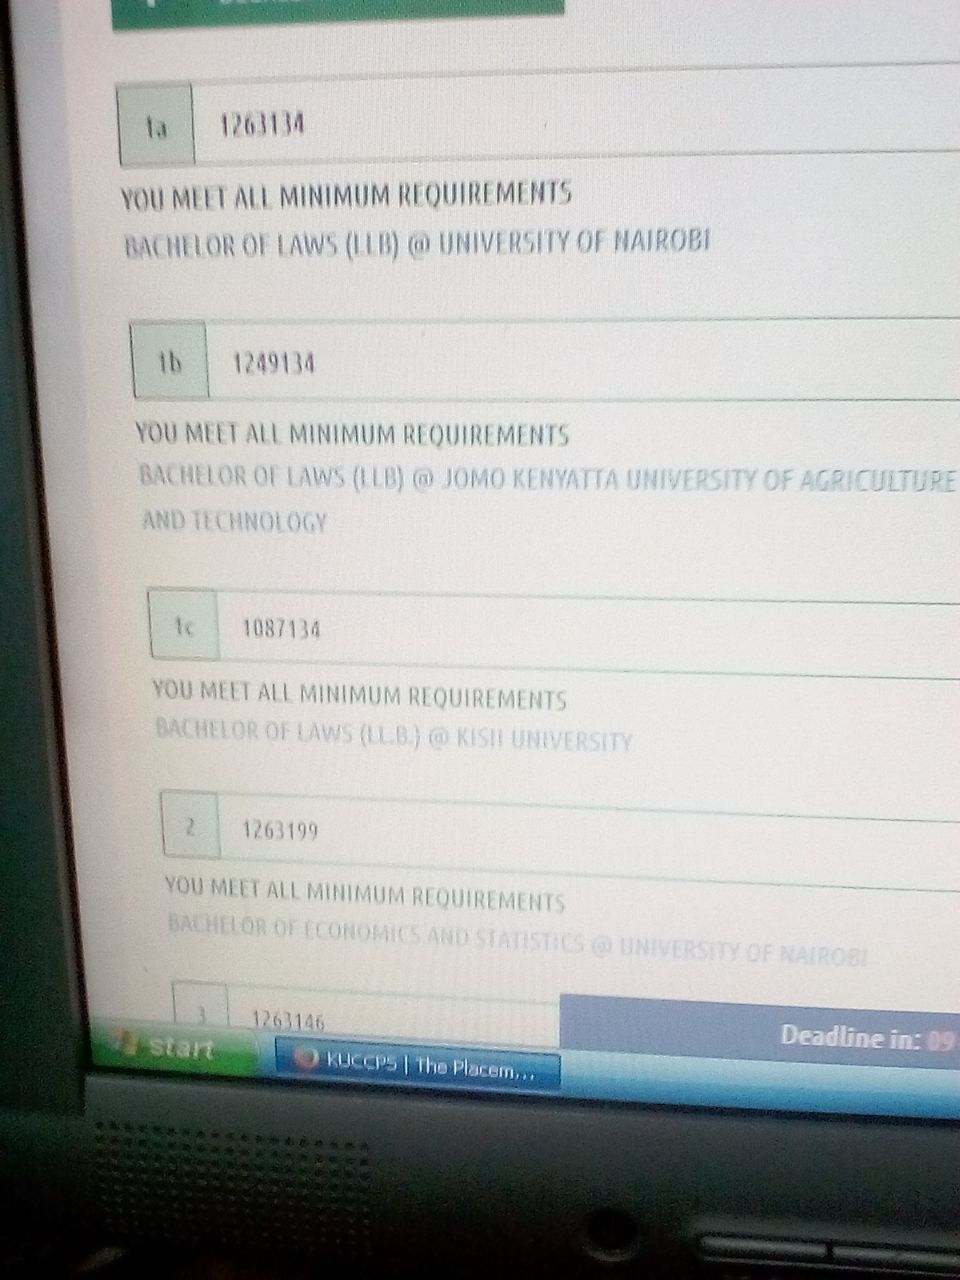 1a 1263134
YOU MEET ALL MINIMUM REQUIREMENTS
BACHELOR OF LAWS (LLB) @ UNIVERSITY OF NAIROBI
1b 1249134
YOU MEET ALL MINIMUM REQUIREMENTS
BACHELOR OF LAWS (LLB) @ JOMO KENYATTA UNIVERSITY OF AGRICULTURE
AND TECHNOLOGY
1c 1087134
YOU MEET ALL MINIMUM REQUIREMENTS
BACHELOR OF LAWS (LL.B.) @ KISII UNIVERSITY
2 1263199
YOU MEET ALL MINIMUM REQUIREMENTS
BACHELOR OF ECONOMICS AND STATISTICS @ UNIVERSITY OF NAIROBI
3 1263146
Deadline in: 09
start KUCCPS | The Placem...